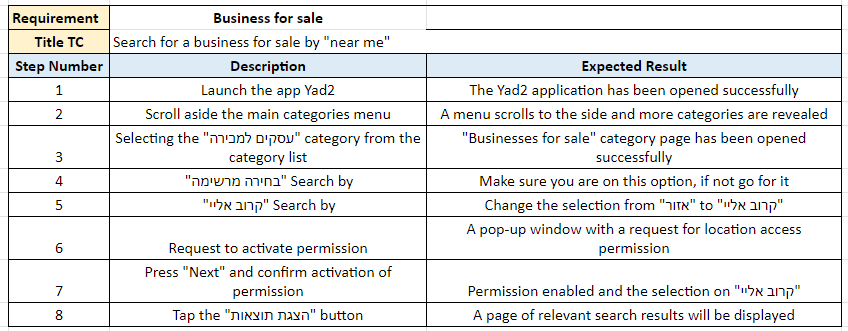 Requirement Business for sale
Title TC Search for a business for sale by "near me"
Step Number Description Expected Result
1 Launch the app Yad2 The Yad2 application has been opened successfully
2 Scroll aside the main categories menu A menu scrolls to the side and more categories are revealed
Selecting the "עסקים למכירה" category from the "Businesses for sale" category page has been opened
3 category list successfully
4 "בחירה מרשימה" Search by Make sure you are on this option, if not go for it
5 "קרוב אליי" Search by Change the selection from "אזור" to "קרוב אליי"
A pop-up window with a request for location access
6 Request to activate permission permission
Press "Next" and confirm activation of
7 permission Permission enabled and the selection on "קרוב אליי"
8 Tap the "הצגת תוצאות" button A page of relevant search results will be displayed